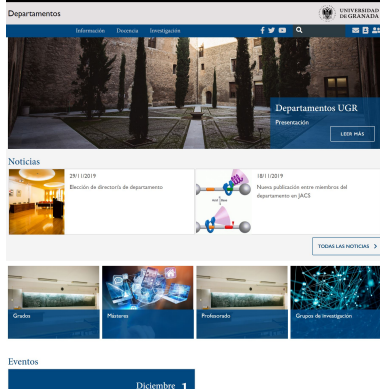 Departamentos
UNIVERSIDAD
DE GRANADA
Información Docencia Investigación
Departamentos UGR
Presentación
LEER MÁS
Noticias
29/11/2019
Elección de director/a de departamento
18/11/2019
Nueva publicación entre miembros del
departamento en JACS
TODAS LAS NOTICIAS
Grados
Másteres
Profesorado
Grupos de investigación
Eventos
Diciembre 1